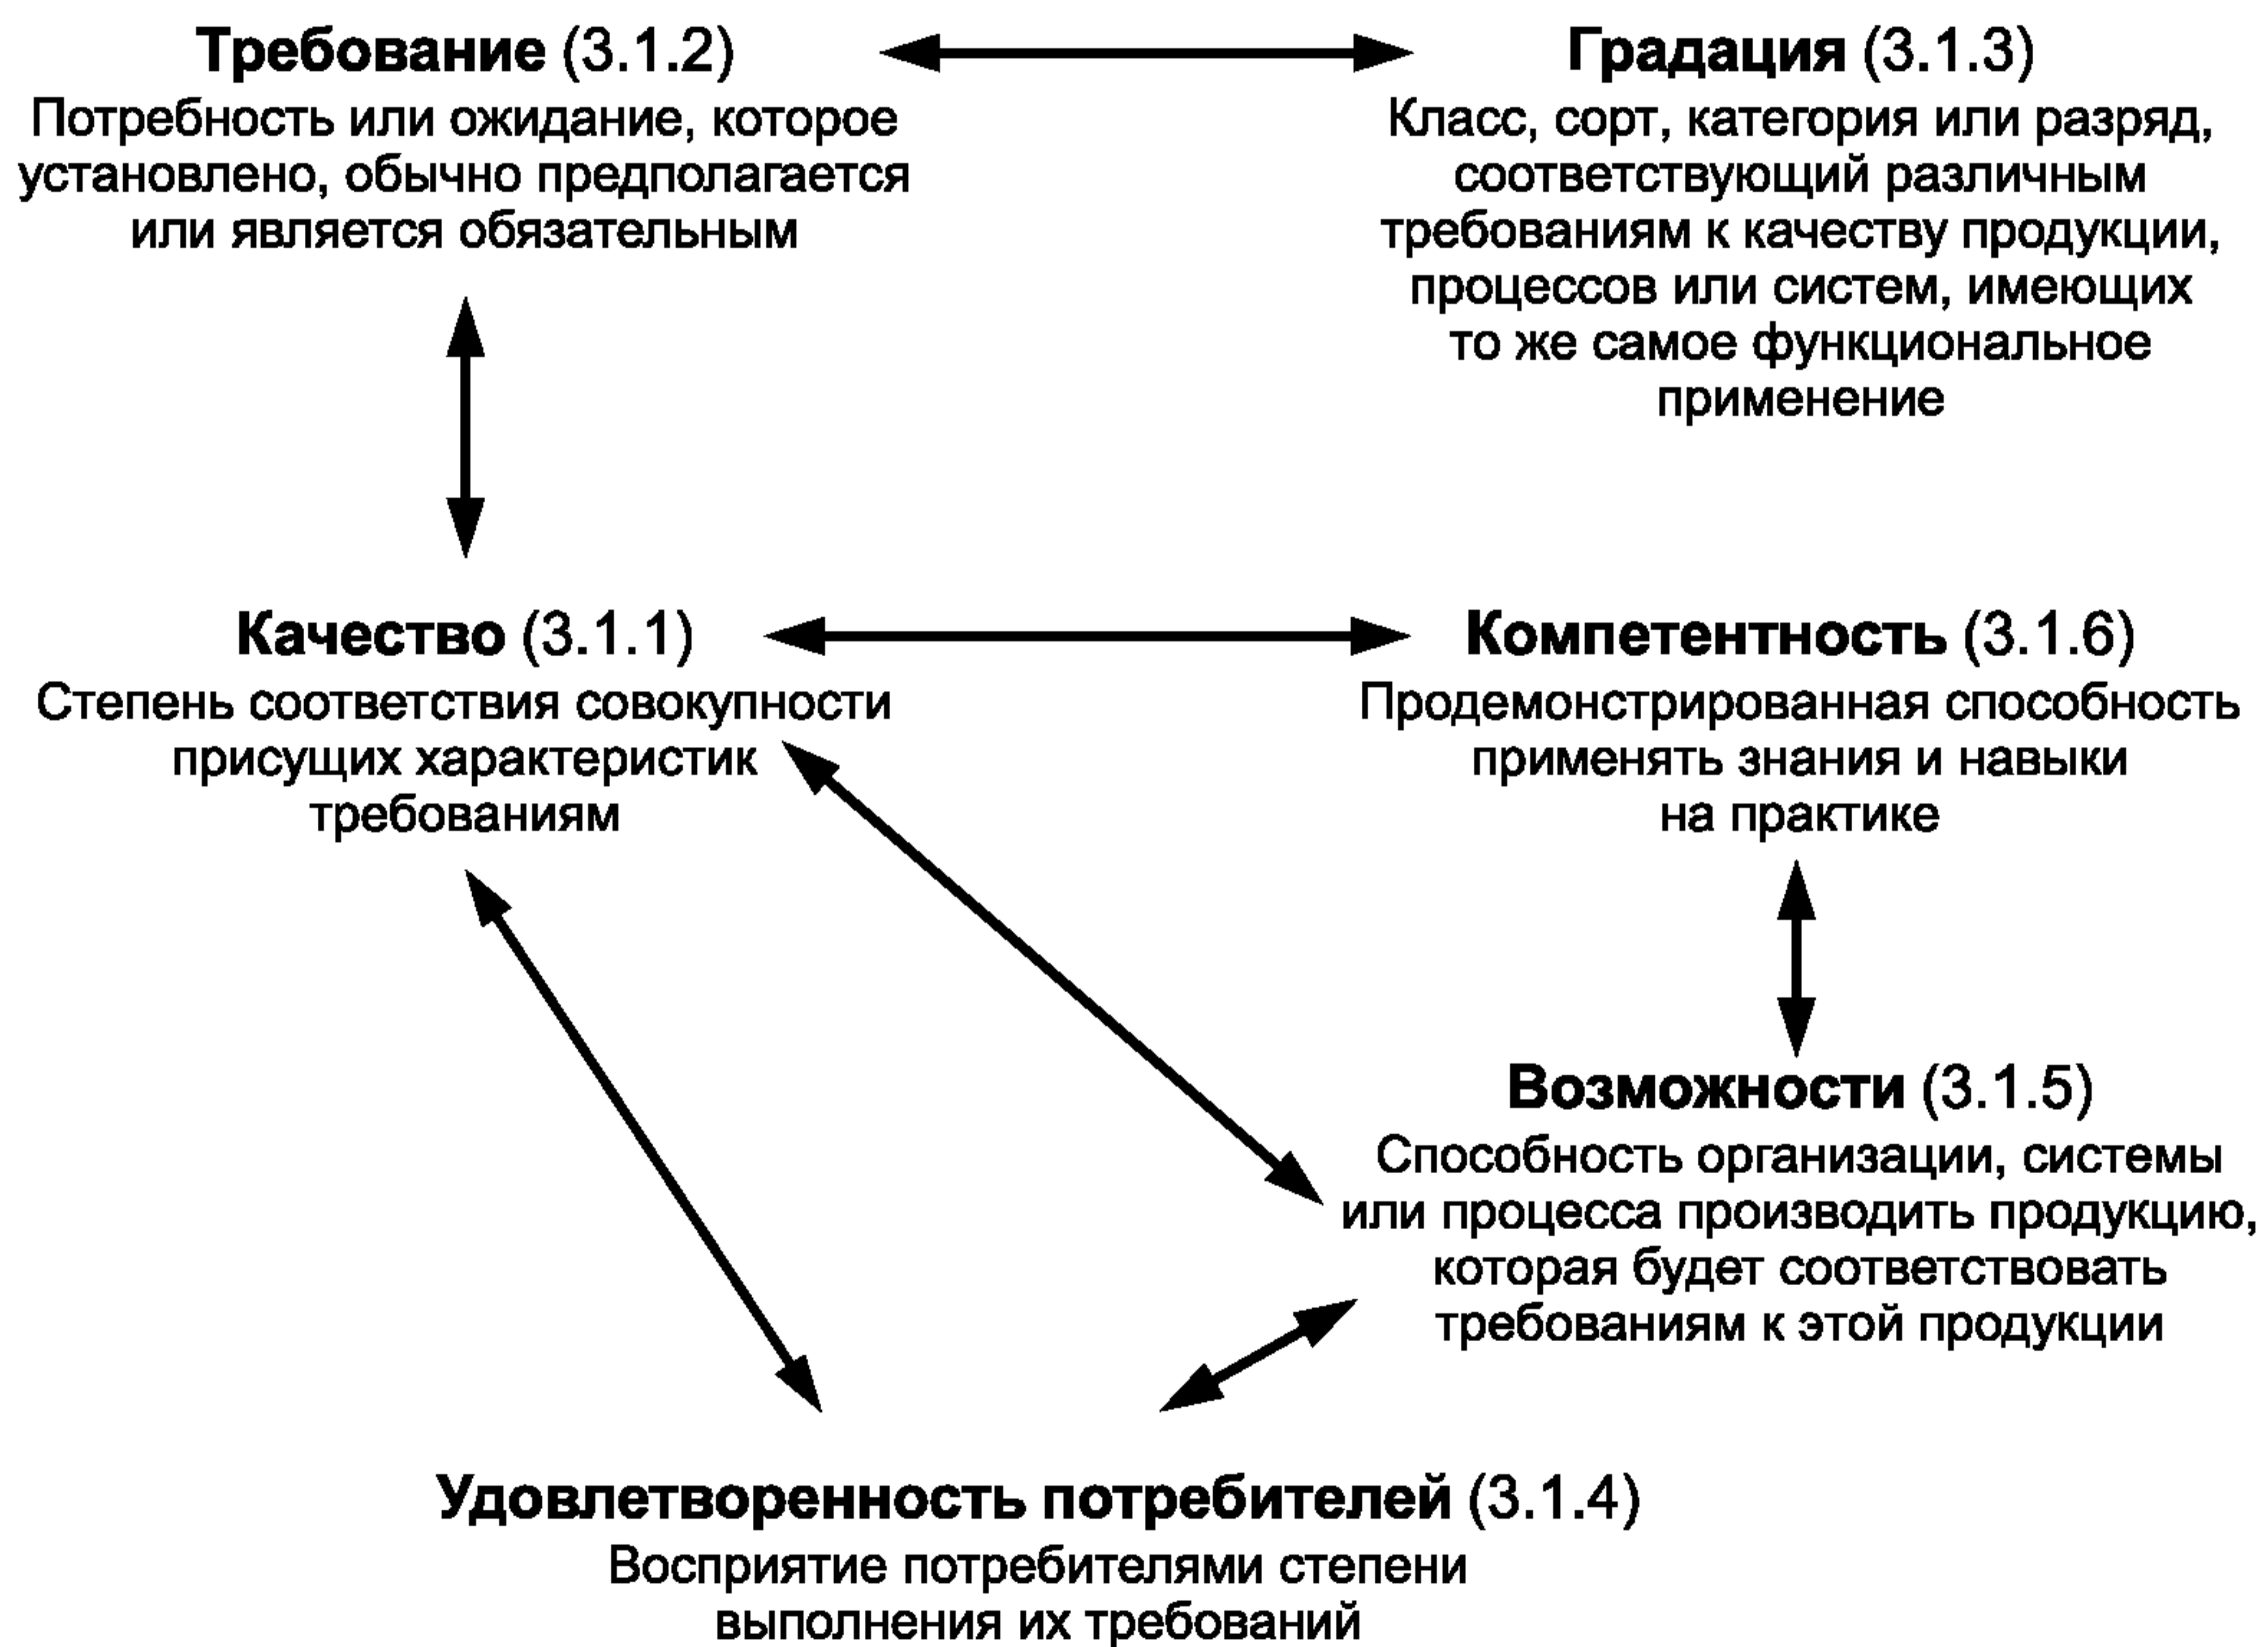 Требование (3.1.2)
Потребность или ожидание, которое
установлено, обычно предполагается
или является обязательным
Градация (3.1.3)
Класс, сорт, категория или разряд,
соответствующий различным
требованиям к качеству продукции,
процессов или систем, имеющих
то же самое функциональное
применение
Качество (3.1.1)
Степень соответствия совокупности
присущих характеристик
требованиям
Компетентность (3.1.6)
Продемонстрированная способность
применять знания и навыки
на практике
Возможности (3.1.5)
Способность организации, системы
или процесса производить продукцию,
которая будет соответствовать
требованиям к этой продукции
Удовлетворенность потребителей (3.1.4)
Восприятие потребителями степени
выполнения их требований